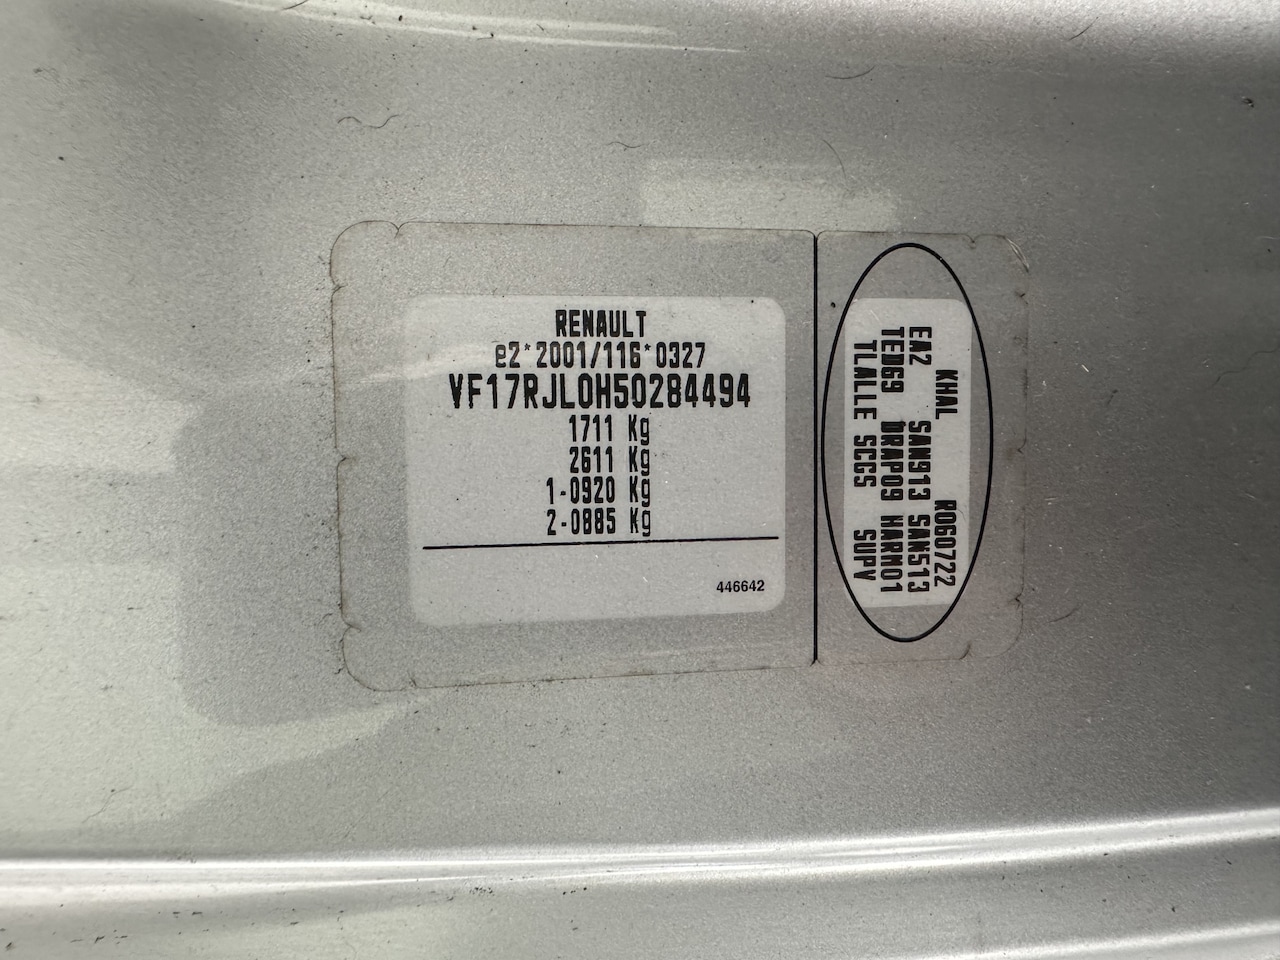 RENAULT
e2*2001/116*0327
VF17RJL0H50284494
1711 Kg
2611 Kg
1-0920 Kg
2-0885 Kg
446642
KHAL R060722
EA2 SAN913 SAN513
TED69 DRAP09 HARM01
TLALLE SCGS SUPV